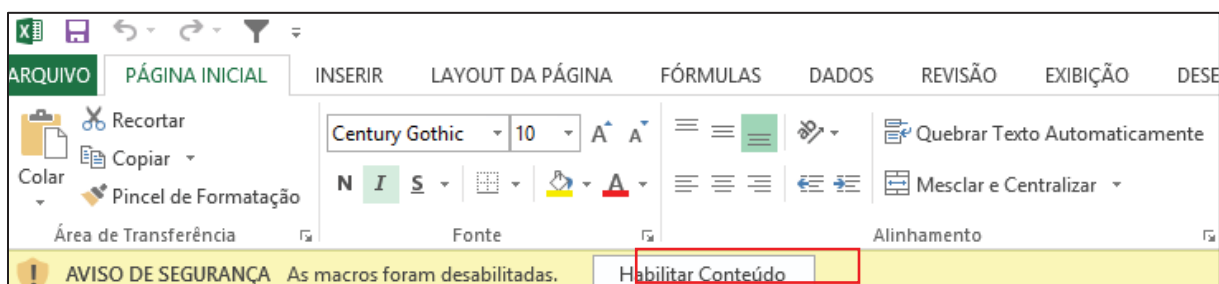 ARQUIVO PÁGINA INICIAL INSERIR LAYOUT DA PÁGINA FÓRMULAS DADOS REVISÃO EXIBIÇÃO DESE
Recortar
Copiar
Colar
Pincel de Formatação
Century Gothic 10 A A
N I S A
Quebrar Texto Automaticamente
Mesclar e Centralizar
Área de Transferência Fonte Alinhamento
AVISO DE SEGURANÇA As macros foram desabilitadas. Habilitar Conteúdo